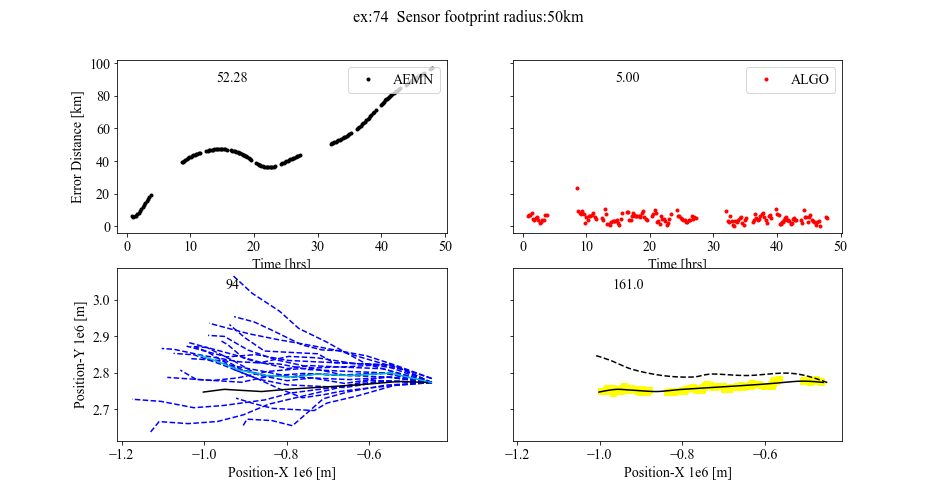 ex:74 Sensor footprint radius:50km
52.28
AEMN
5.00
ALGO
Error Distance [km]
100
80
60
40
20
0
0 10 20 30 40 50
0 10 20 30 40 50
Time [hrs]
Time [hrs]
94
161.0
Position-Y 1e6 [m]
3.0
2.9
2.8
2.7
−1.2 −1.0 −0.8 −0.6
−1.2 −1.0 −0.8 −0.6
Position-X 1e6 [m]
Position-X 1e6 [m]